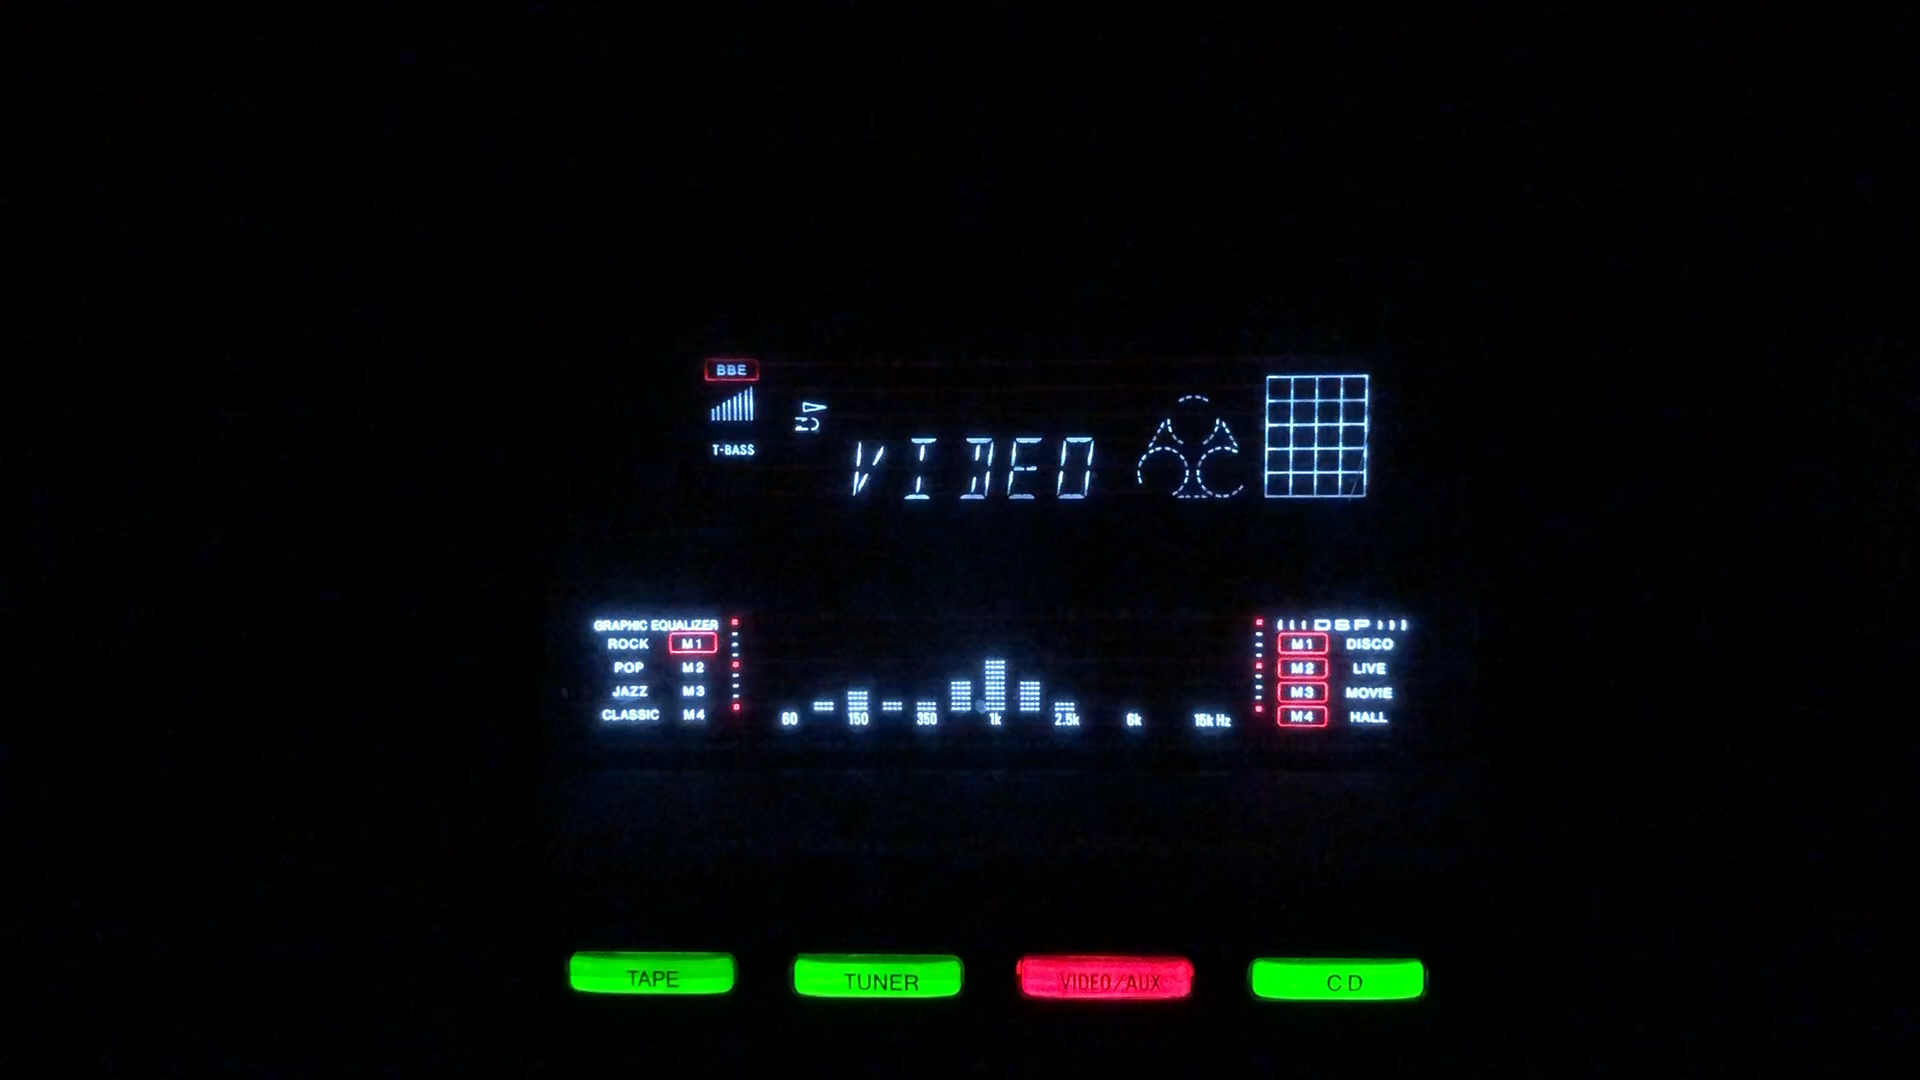 BBE
T-BASS
VIDEO
GRAPHIC EQUALIZER
ROCK M1
POP M2
JAZZ M3
CLASSIC M4
60 150 350 1k 2.5k 6k 15k Hz
DSP
M1 DISCO
M2 LIVE
M3 MOVIE
M4 HALL
TAPE
TUNER
VIDEO/AUX
CD